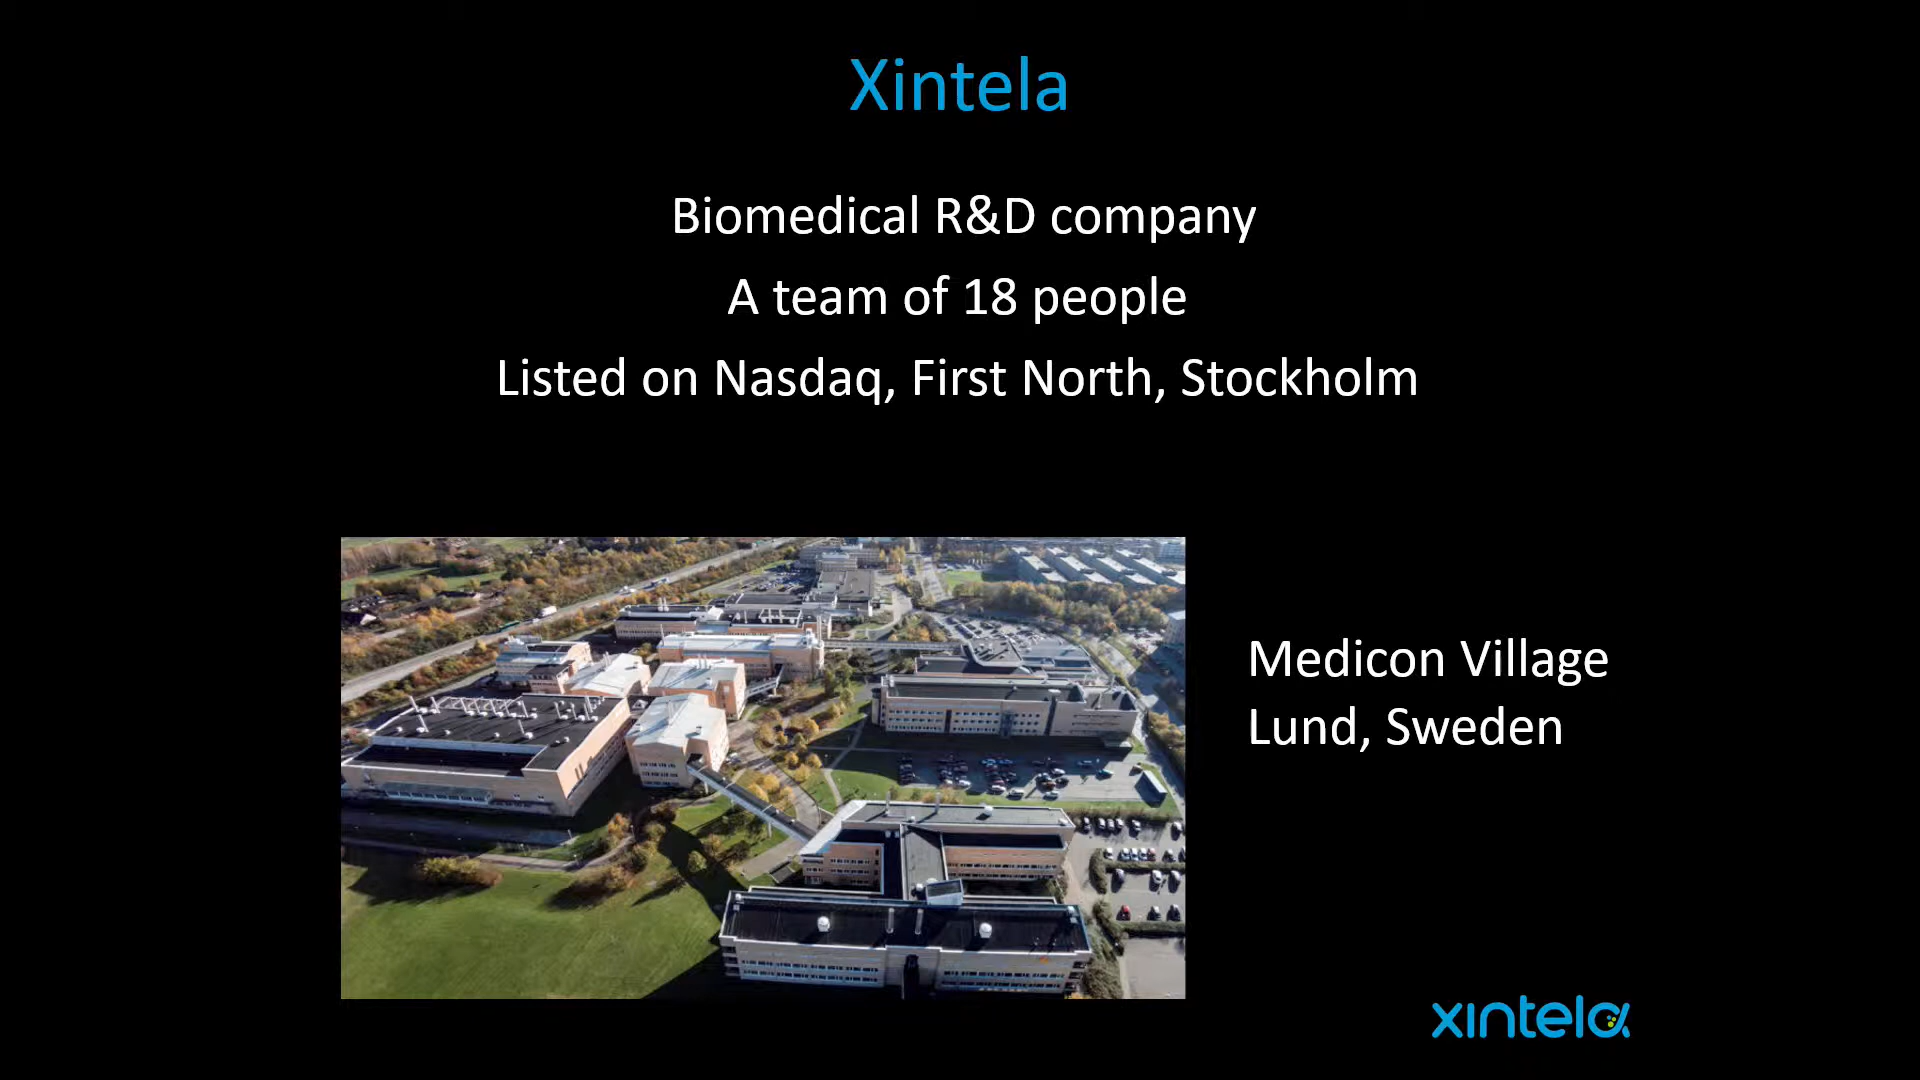 Xintela
Biomedical R&D company
A team of 18 people
Listed on Nasdaq, First North, Stockholm
Medicon Village
Lund, Sweden
xintela